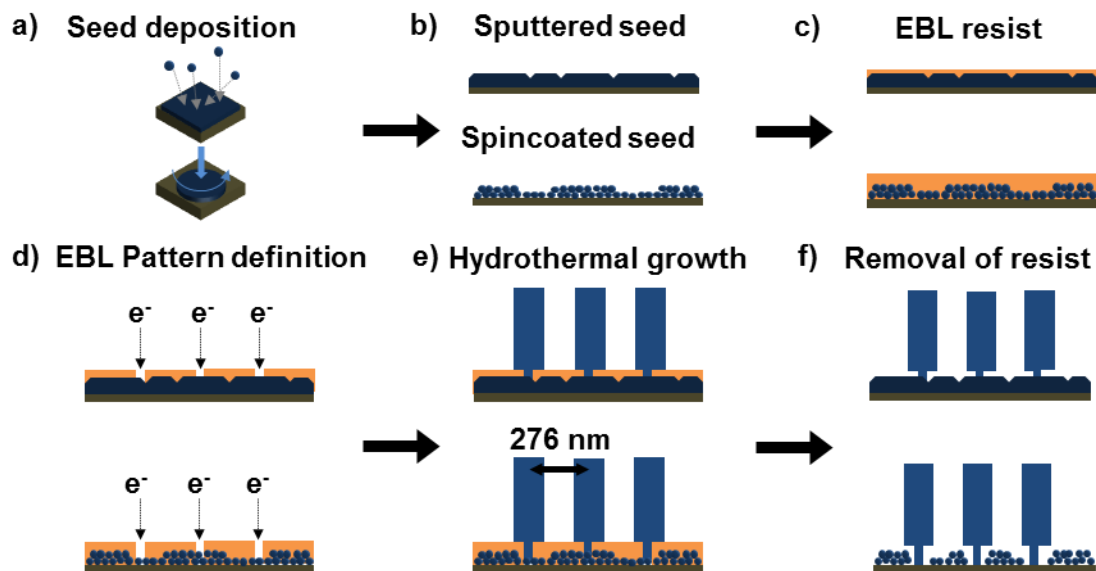 a) Seed deposition
b) Sputtered seed
Spincoated seed
c) EBL resist
d) EBL Pattern definition
e- e- e-
e- e- e-
e) Hydrothermal growth
276 nm
f) Removal of resist